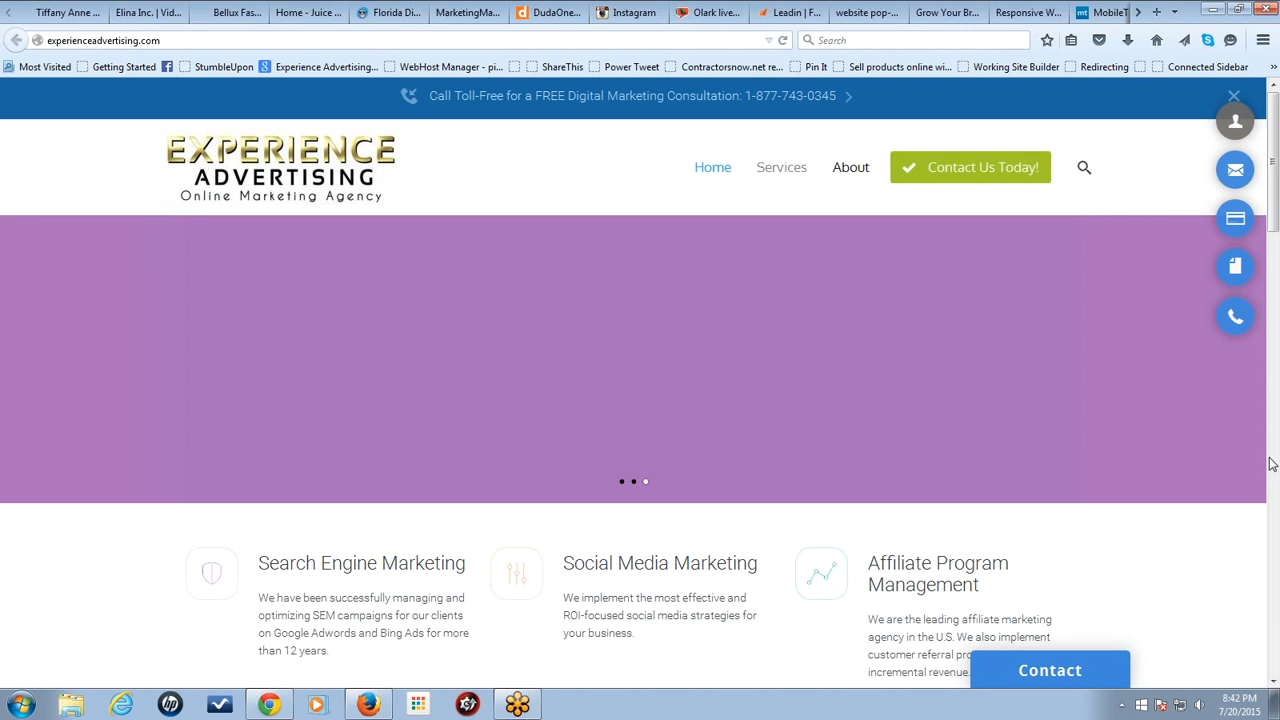 Tiffany Anne ... Elina Inc. | Vid... Bellux Fas... Home - Juice ... Florida Di... MarketingMa... DudaOne... Instagram Olark live... Leadin | F... website pop-... Grow Your Br... Responsive W... MobileT
experienceadvertising.com Search
Most Visited Getting Started StumbleUpon Experience Advertising... WebHost Manager - pi... ShareThis Power Tweet Contractorsnow.net re... Pin It Sell products online wi... Working Site Builder Redirecting Connected Sidebar
Call Toll-Free for a FREE Digital Marketing Consultation: 1-877-743-0345
EXPERIENCE
ADVERTISING
Online Marketing Agency
Home Services About Contact Us Today!
Search Engine Marketing
We have been successfully managing and
optimizing SEM campaigns for our clients
on Google Adwords and Bing Ads for more
than 12 years.
Social Media Marketing
We implement the most effective and
ROI-focused social media strategies for
your business.
Affiliate Program
Management
We are the leading affiliate marketing
agency in the U.S. We also implement
customer referral pro
incremental revenue.
Contact
8:42 PM
7/20/2015